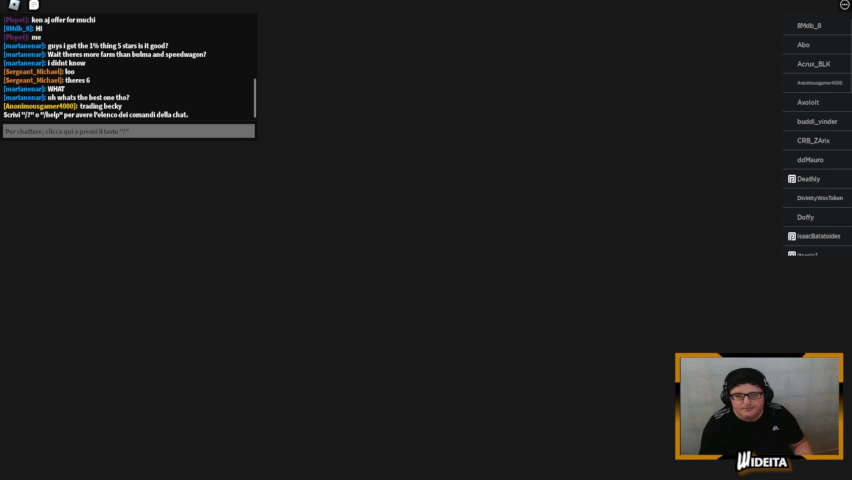 [Plspet]: ken aj offer for muchi
[8Mdb_8]: HI
[Plspet]: me
[martanenar]: guys i got the 1% thing 5 stars is it good?
[martanenar]: Wait theres more farm than bulma and speedwagon?
[martanenar]: i didnt know
[Sergeant_Michael]: loo
[Sergeant_Michael]: theres 6
[martanenar]: WHAT
[martanenar]: uh whats the best one tho?
[Anonimousgamer4000]: trading becky
Scrivi "/?" o "/help" per avere l'elenco dei comandi della chat.
Per chattare, clicca qui o premi il tasto "/"
8Mdb_8
Abo
Acrux_BLK
Anonimousgamer4000
Axoloit
buddi_vinder
CRB_ZArix
ddMauro
Deathly
DivinityWasTaken
Doffy
IsaacBatatoides
WIDEITA